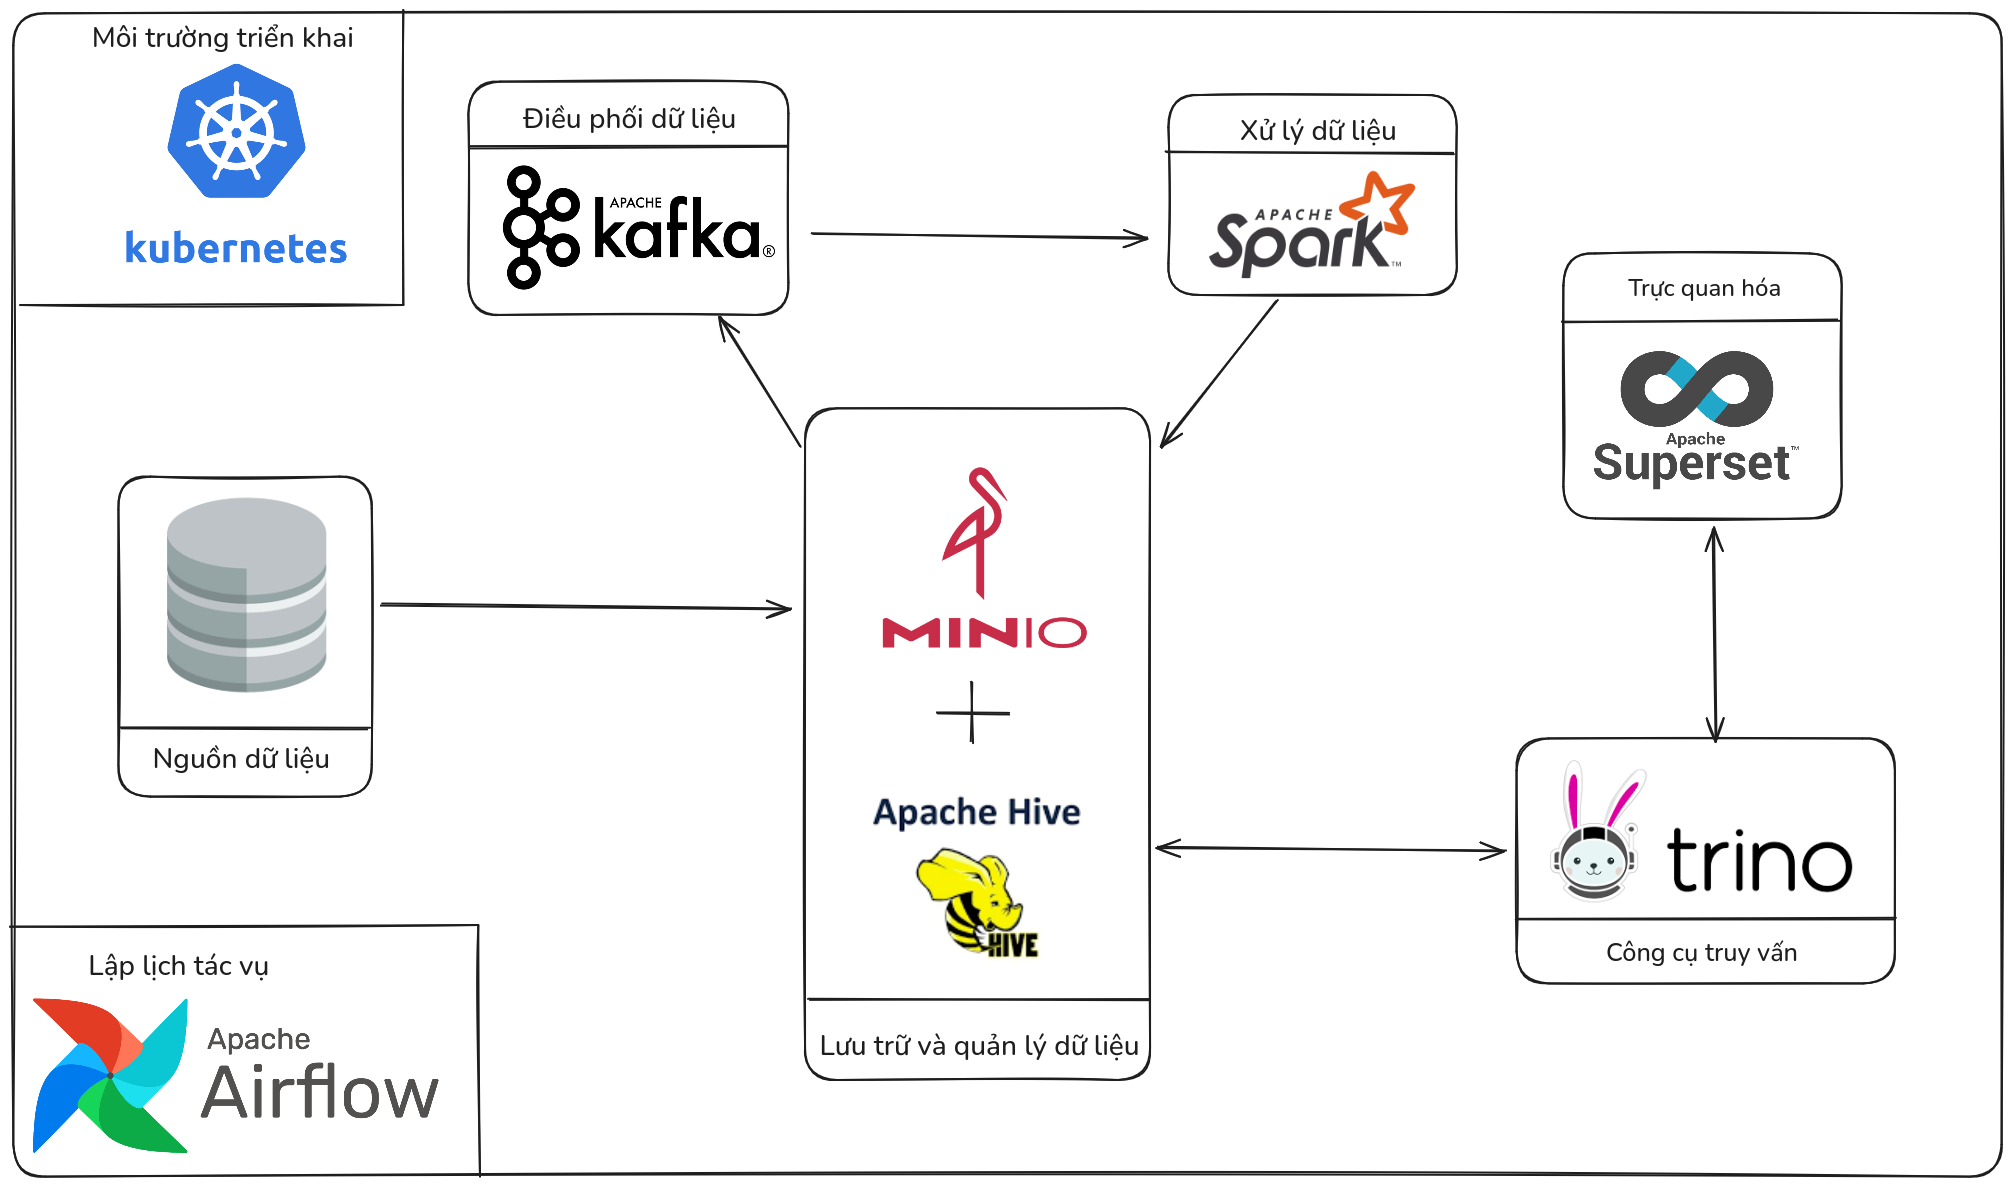 Môi trường triển khai
kubernetes
Điều phối dữ liệu
APACHE
kafka®
Xử lý dữ liệu
APACHE
Spark™
Trực quan hóa
Apache
Superset™
Nguồn dữ liệu
MINIO
Apache Hive
HIVE
Lưu trữ và quản lý dữ liệu
trino
Công cụ truy vấn
Lập lịch tác vụ
Apache
Airflow